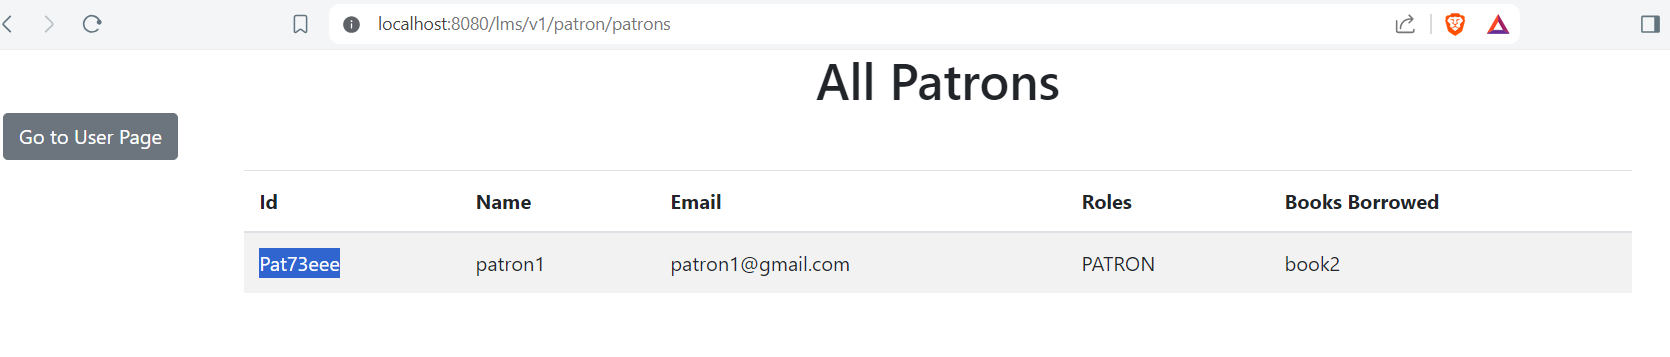 localhost:8080/lms/v1/patron/patrons
All Patrons
Go to User Page
Id Name Email Roles Books Borrowed
Pat73eee patron1 patron1@gmail.com PATRON book2